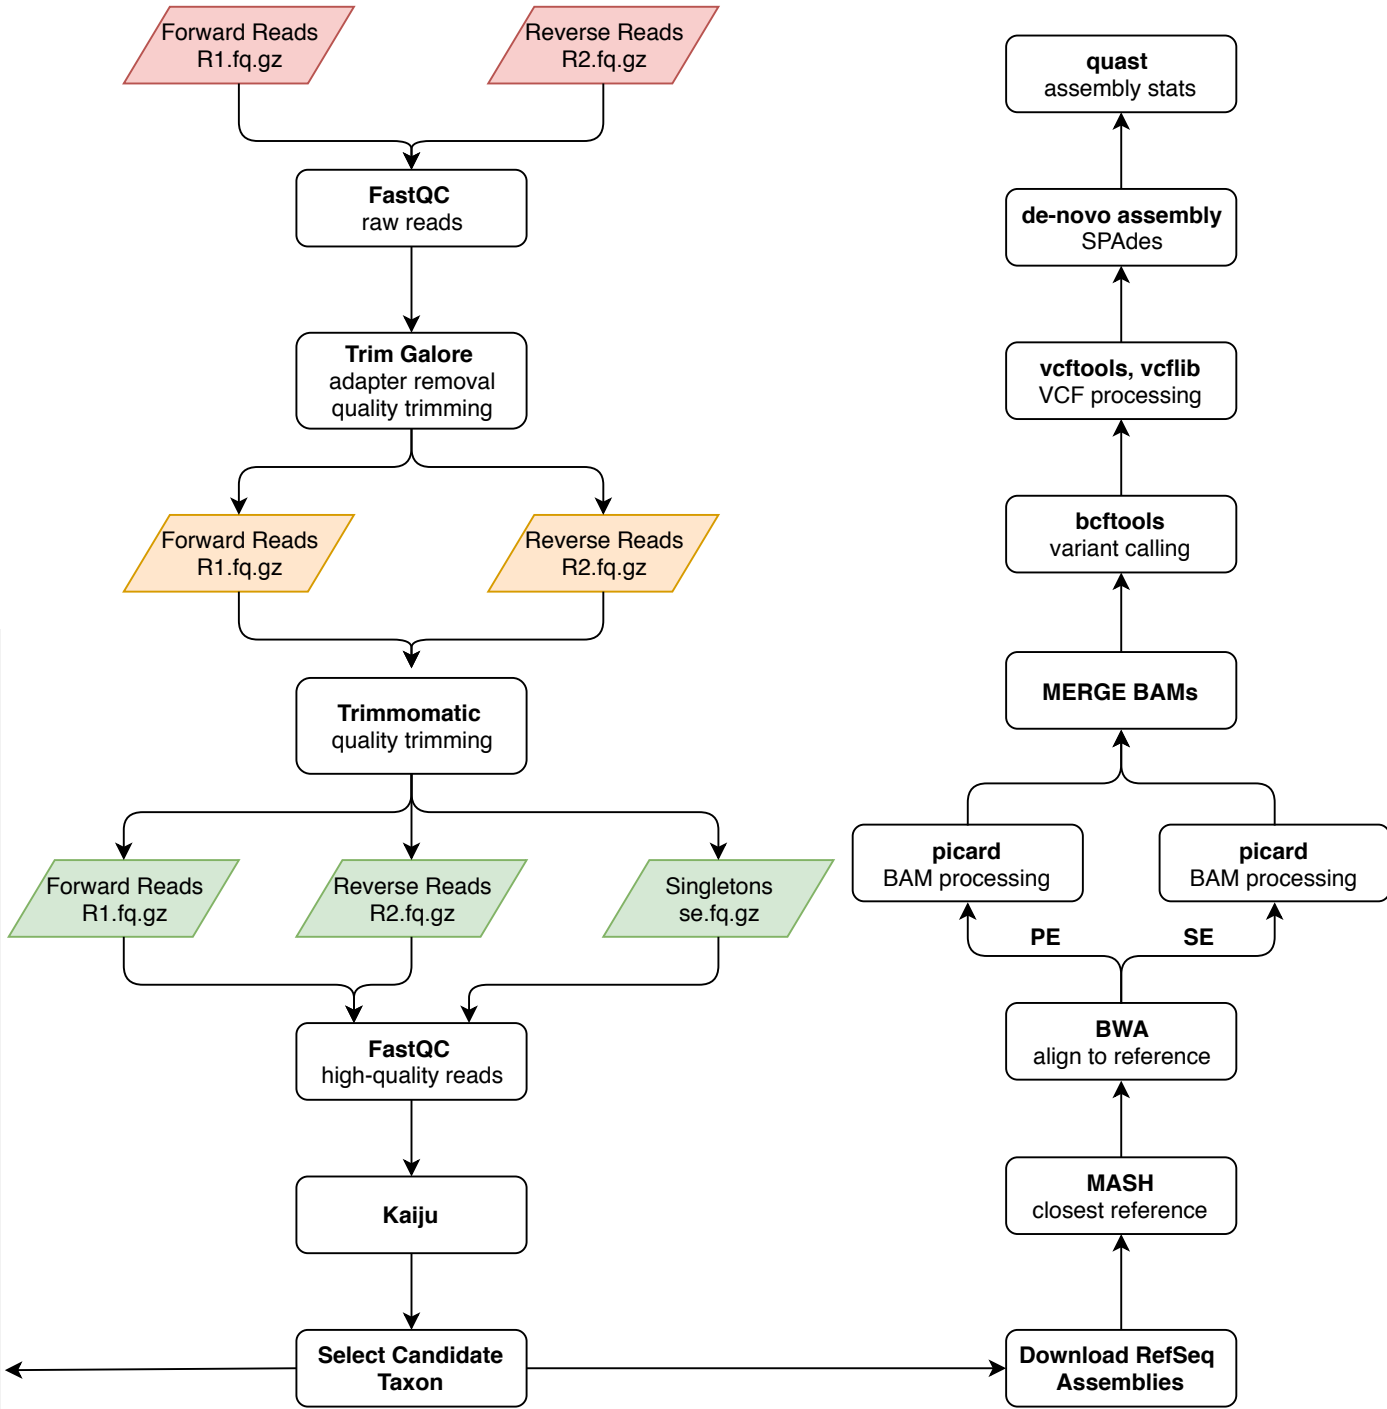 Forward Reads
R1.fq.gz
Reverse Reads
R2.fq.gz
FastQC
raw reads
Trim Galore
adapter removal
quality trimming
Forward Reads
R1.fq.gz
Reverse Reads
R2.fq.gz
Trimmomatic
quality trimming
Forward Reads
R1.fq.gz
Reverse Reads
R2.fq.gz
Singletons
se.fq.gz
FastQC
high-quality reads
Kaiju
Select Candidate
Taxon
Download RefSeq
Assemblies
MASH
closest reference
BWA
align to reference
PE
SE
picard
BAM processing
picard
BAM processing
MERGE BAMs
bcftools
variant calling
vcftools, vcflib
VCF processing
de-novo assembly
SPAdes
quast
assembly stats